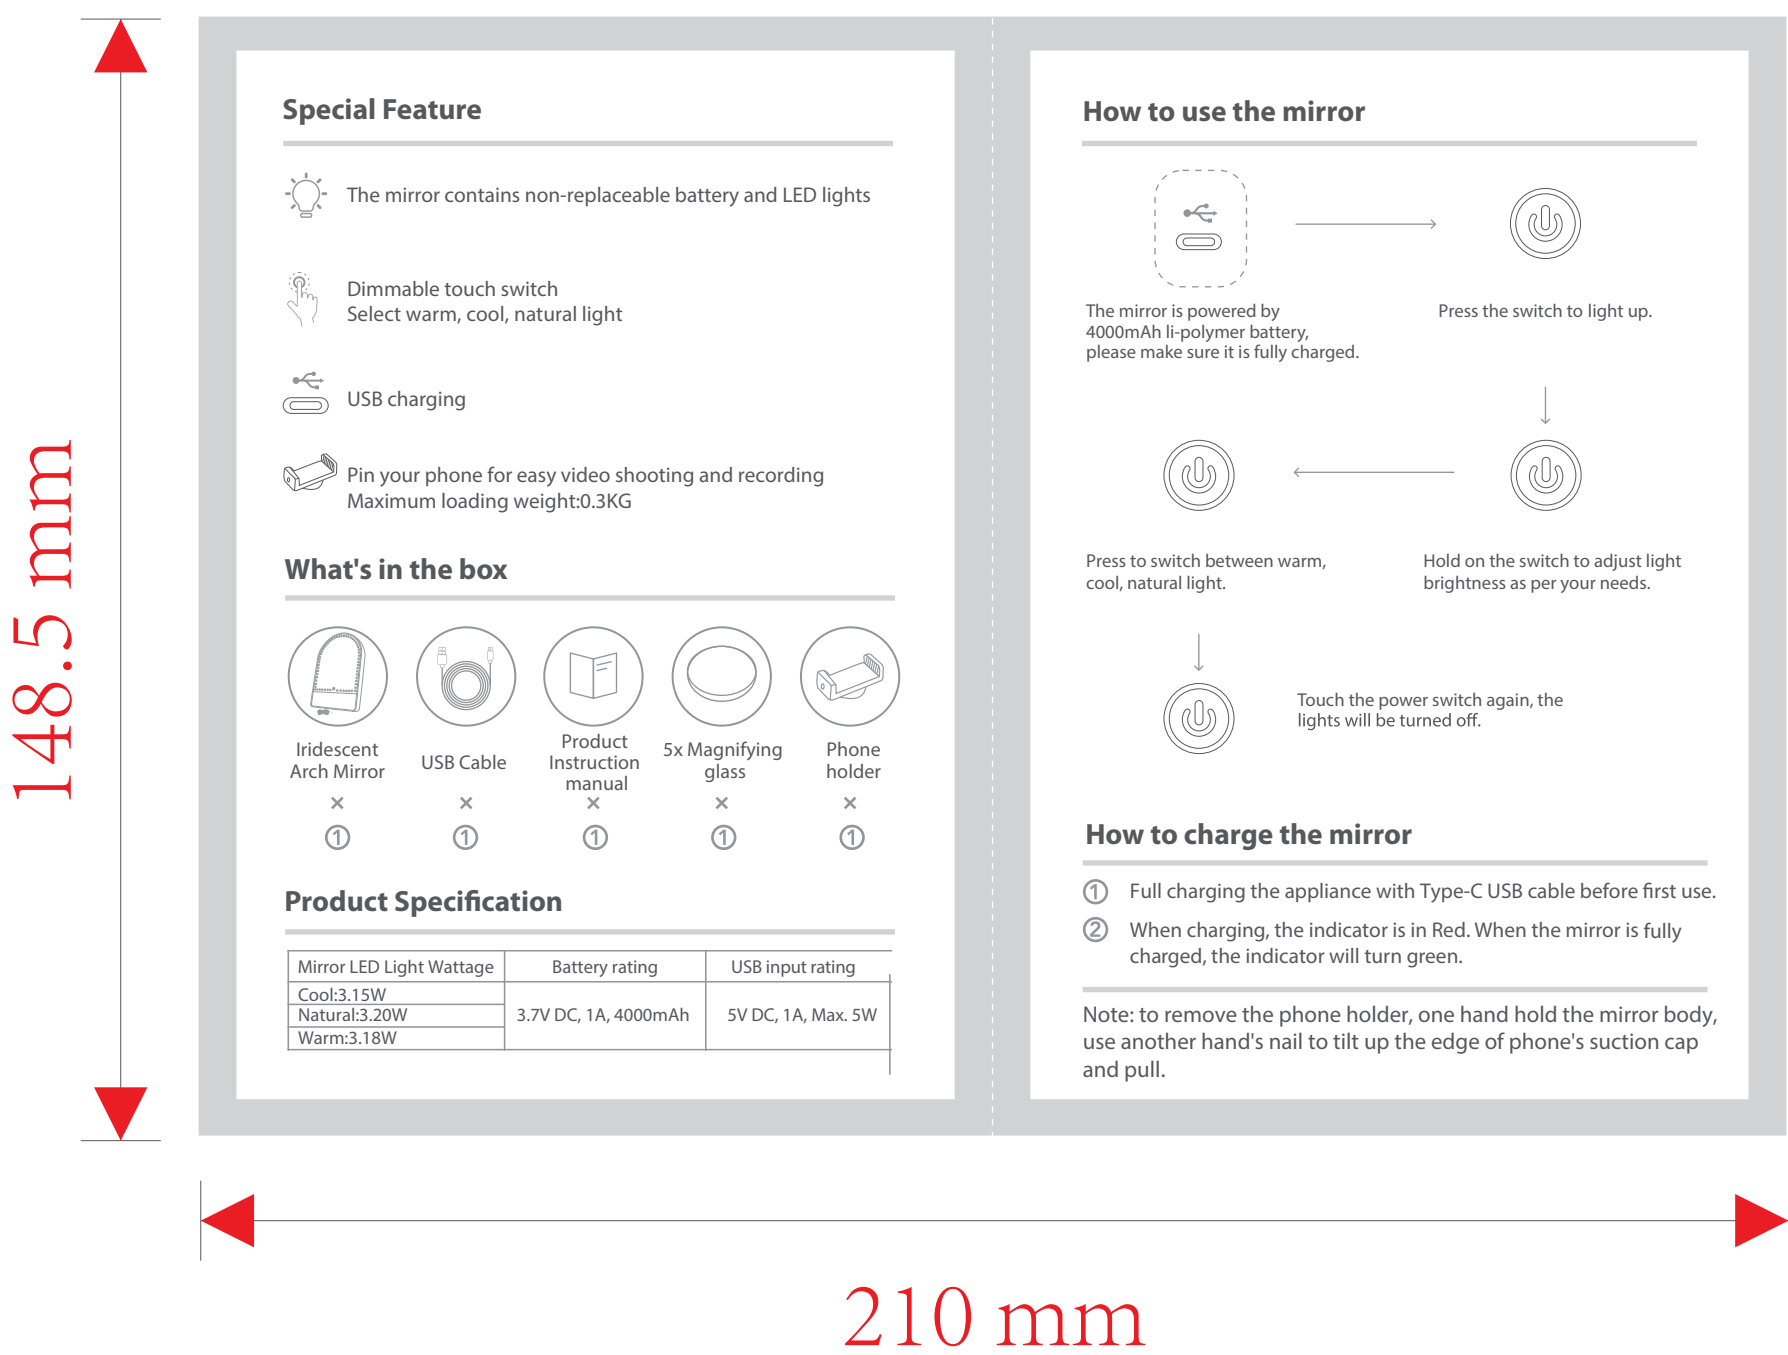 Special Feature
The mirror contains non-replaceable battery and LED lights
Dimmable touch switch
Select warm, cool, natural light
USB charging
Pin your phone for easy video shooting and recording
Maximum loading weight:0.3KG
What's in the box
Iridescent
Arch Mirror
×
1
USB Cable
×
1
Product
Instruction
manual
×
1
5x Magnifying
glass
×
1
Phone
holder
×
1
Product Specification
Mirror LED Light Wattage
Battery rating
USB input rating
Cool:3.15W
Natural:3.20W
Warm:3.18W
3.7V DC, 1A, 4000mAh
5V DC, 1A, Max. 5W
How to use the mirror
The mirror is powered by
4000mAh li-polymer battery,
please make sure it is fully charged.
Press the switch to light up.
Hold on the switch to adjust light
brightness as per your needs.
Press to switch between warm,
cool, natural light.
Touch the power switch again, the
lights will be turned off.
How to charge the mirror
1 Full charging the appliance with Type-C USB cable before first use.
2 When charging, the indicator is in Red. When the mirror is fully
charged, the indicator will turn green.
Note: to remove the phone holder, one hand hold the mirror body,
use another hand's nail to tilt up the edge of phone's suction cap
and pull.
148.5 mm
210 mm